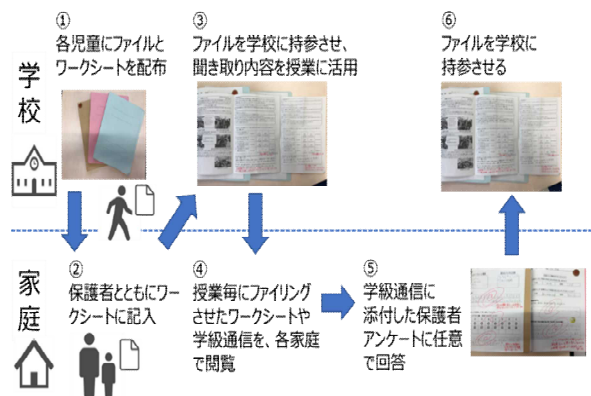 ①
各児童にファイルと
ワークシートを配布
③
ファイルを学校に持参させ、
聞き取り内容を授業に活用
⑥
ファイルを学校に
持参させる
学校
②
保護者とともにワー
クシートに記入
④
授業毎にファイリング
させたワークシートや
学級通信を、各家庭
で閲覧
⑤
学級通信に
添付した保護者
アンケートに任意
で回答
家庭